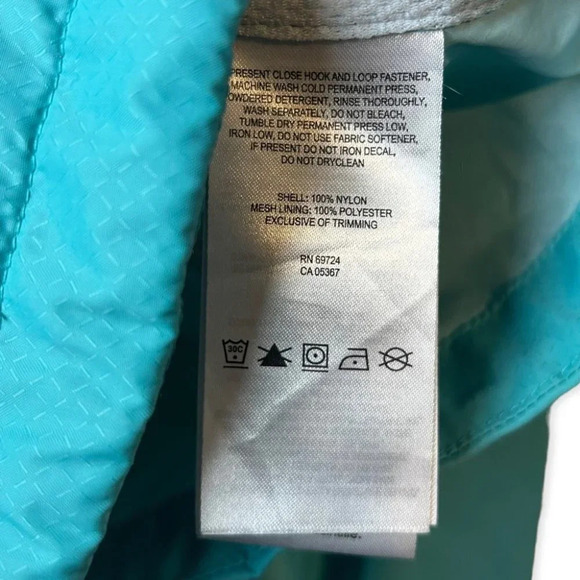 PRESENT CLOSE HOOK AND LOOP FASTENER,
MACHINE WASH COLD PERMANENT PRESS,
POWDERED DETERGENT, RINSE THOROUGHLY,
WASH SEPARATELY, DO NOT BLEACH,
TUMBLE DRY PERMANENT PRESS LOW,
IRON LOW, DO NOT USE FABRIC SOFTENER,
IF PRESENT DO NOT IRON DECAL,
DO NOT DRYCLEAN
SHELL: 100% NYLON
MESH LINING; 100% POLYESTER
EXCLUSIVE OF TRIMMING
RN 69724
CA 05367
30C